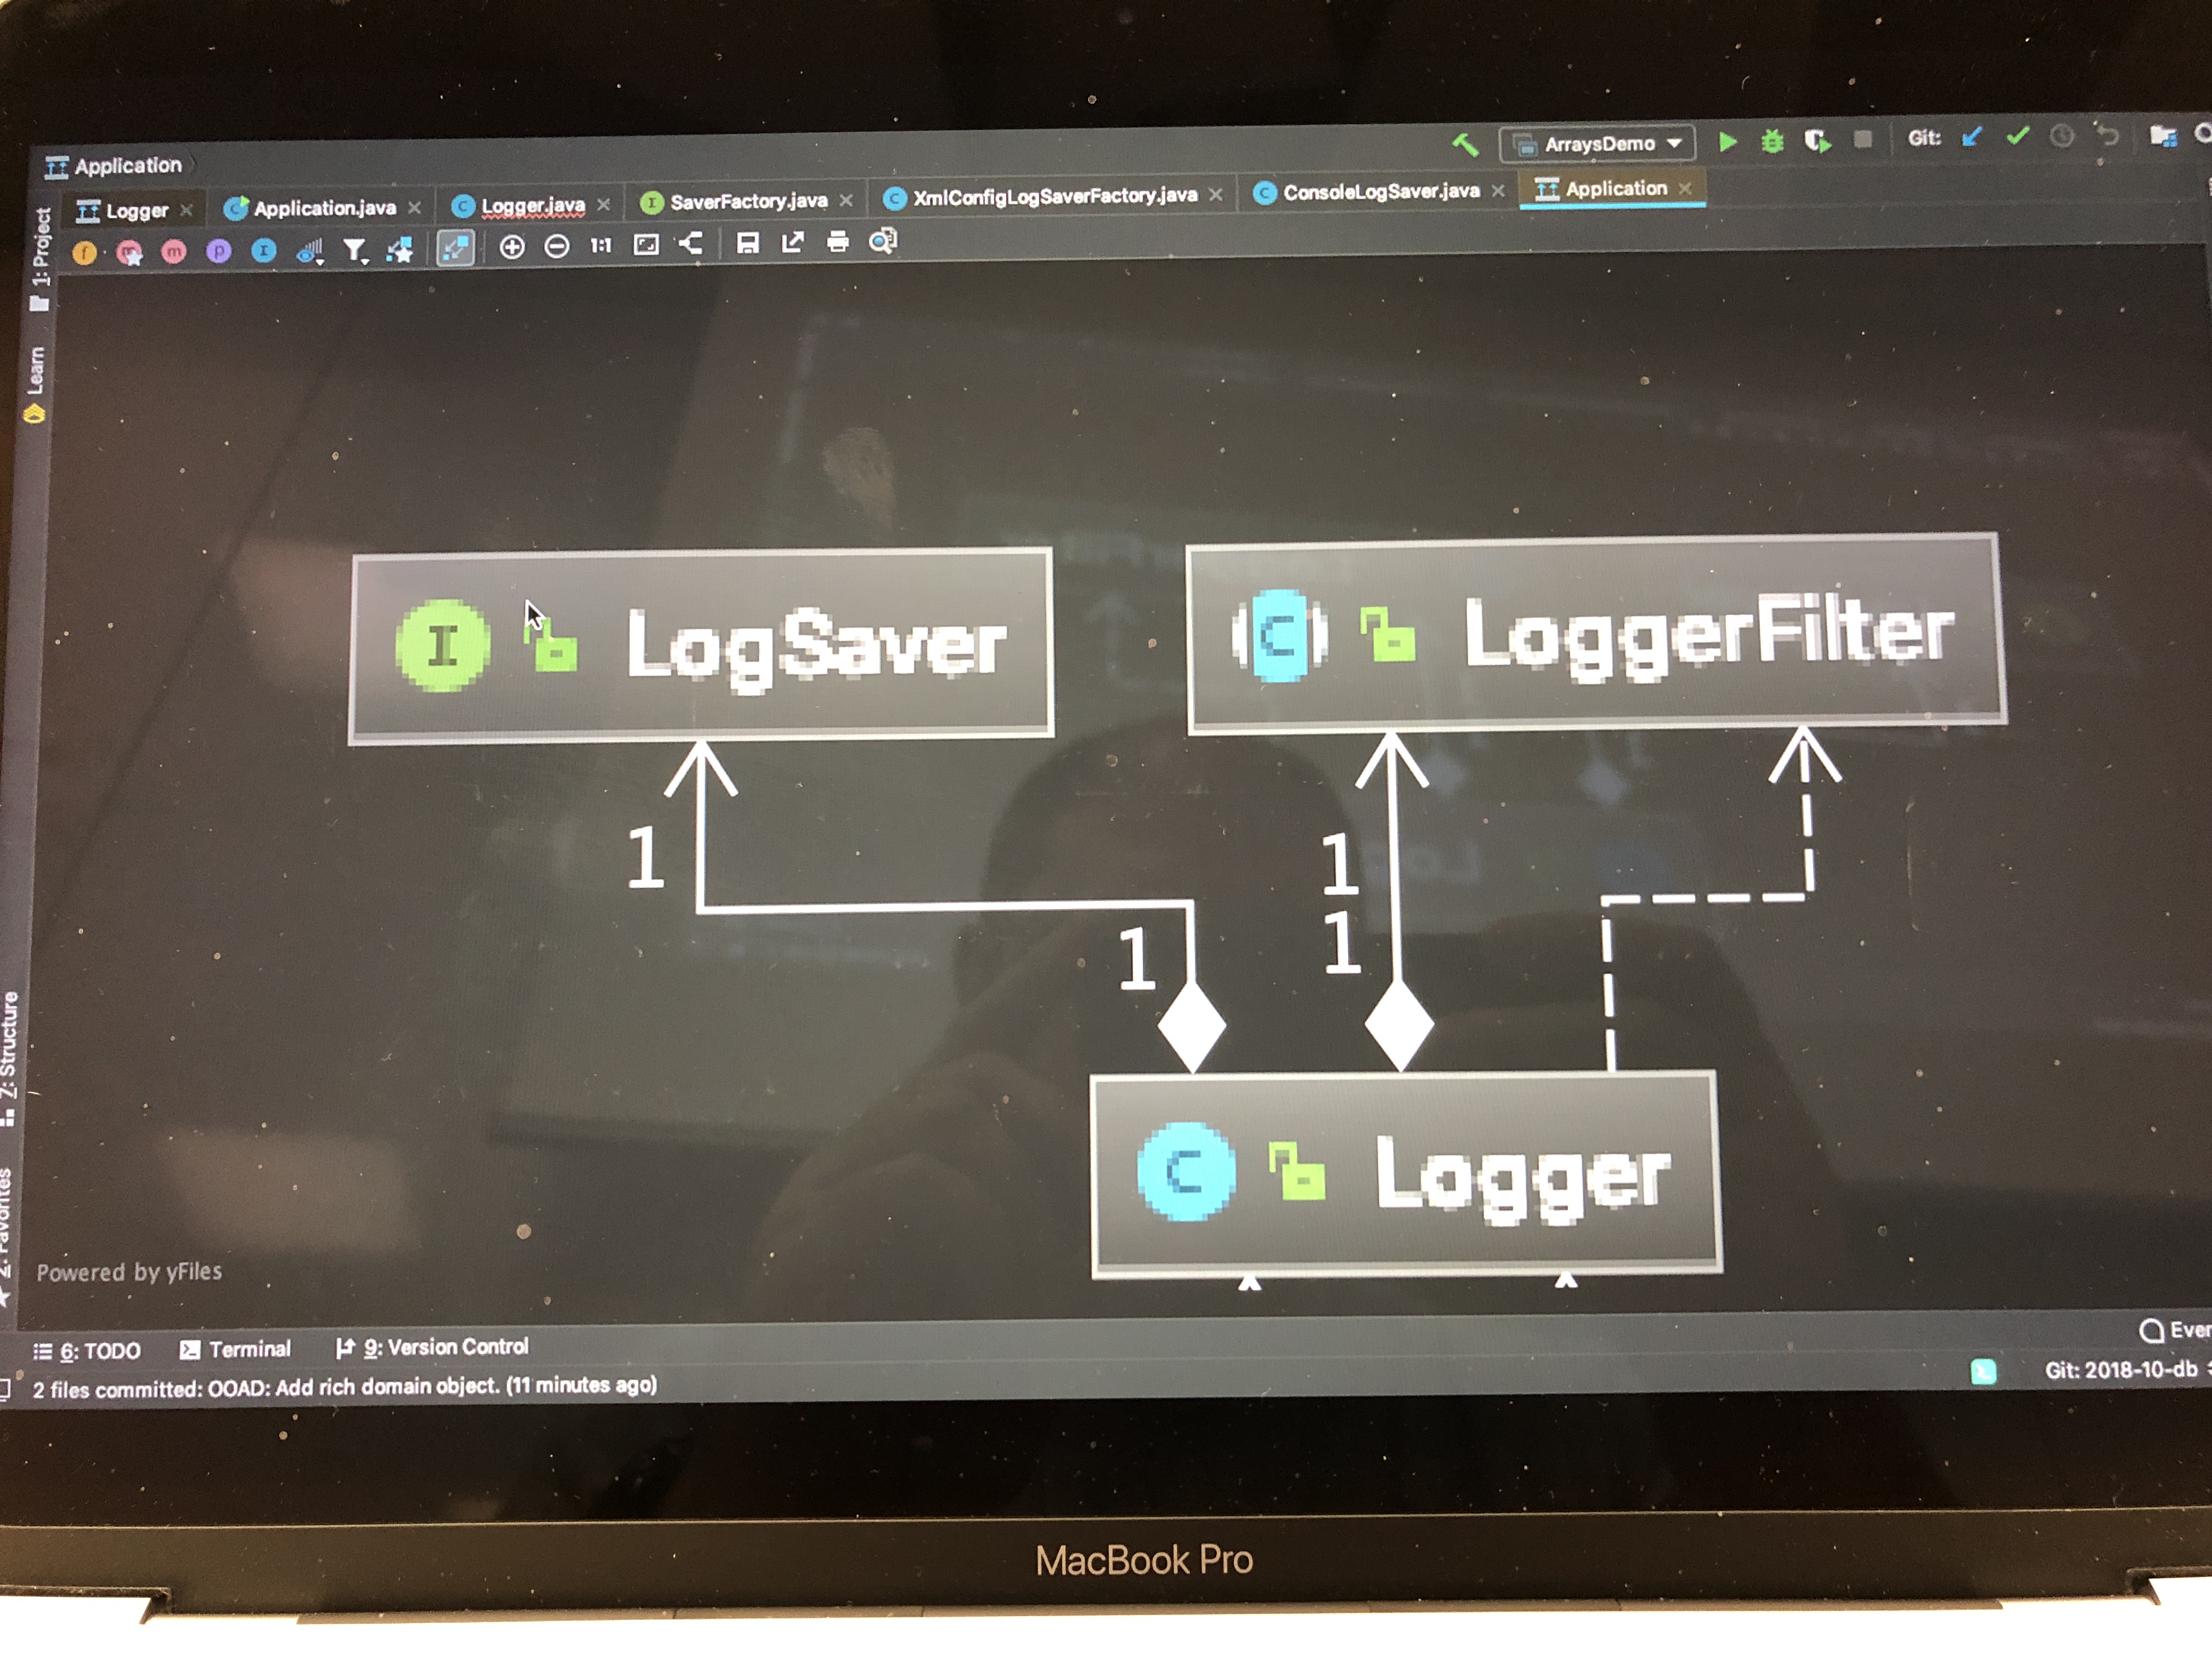 Application
ArraysDemo
Git:
Logger
Application.java
Logger.java
SaverFactory.java
XmlConfigLogSaverFactory.java
ConsoleLogSaver.java
Application
f
m
m
p
I
1:1
1: Project
Learn
7: Structure
2: Favorites
I LogSaver
C LoggerFilter
1
1
1
1
C Logger
Powered by yFiles
6: TODO
Terminal
9: Version Control
2 files committed: OOAD: Add rich domain object. (11 minutes ago)
Git: 2018-10-db
MacBook Pro